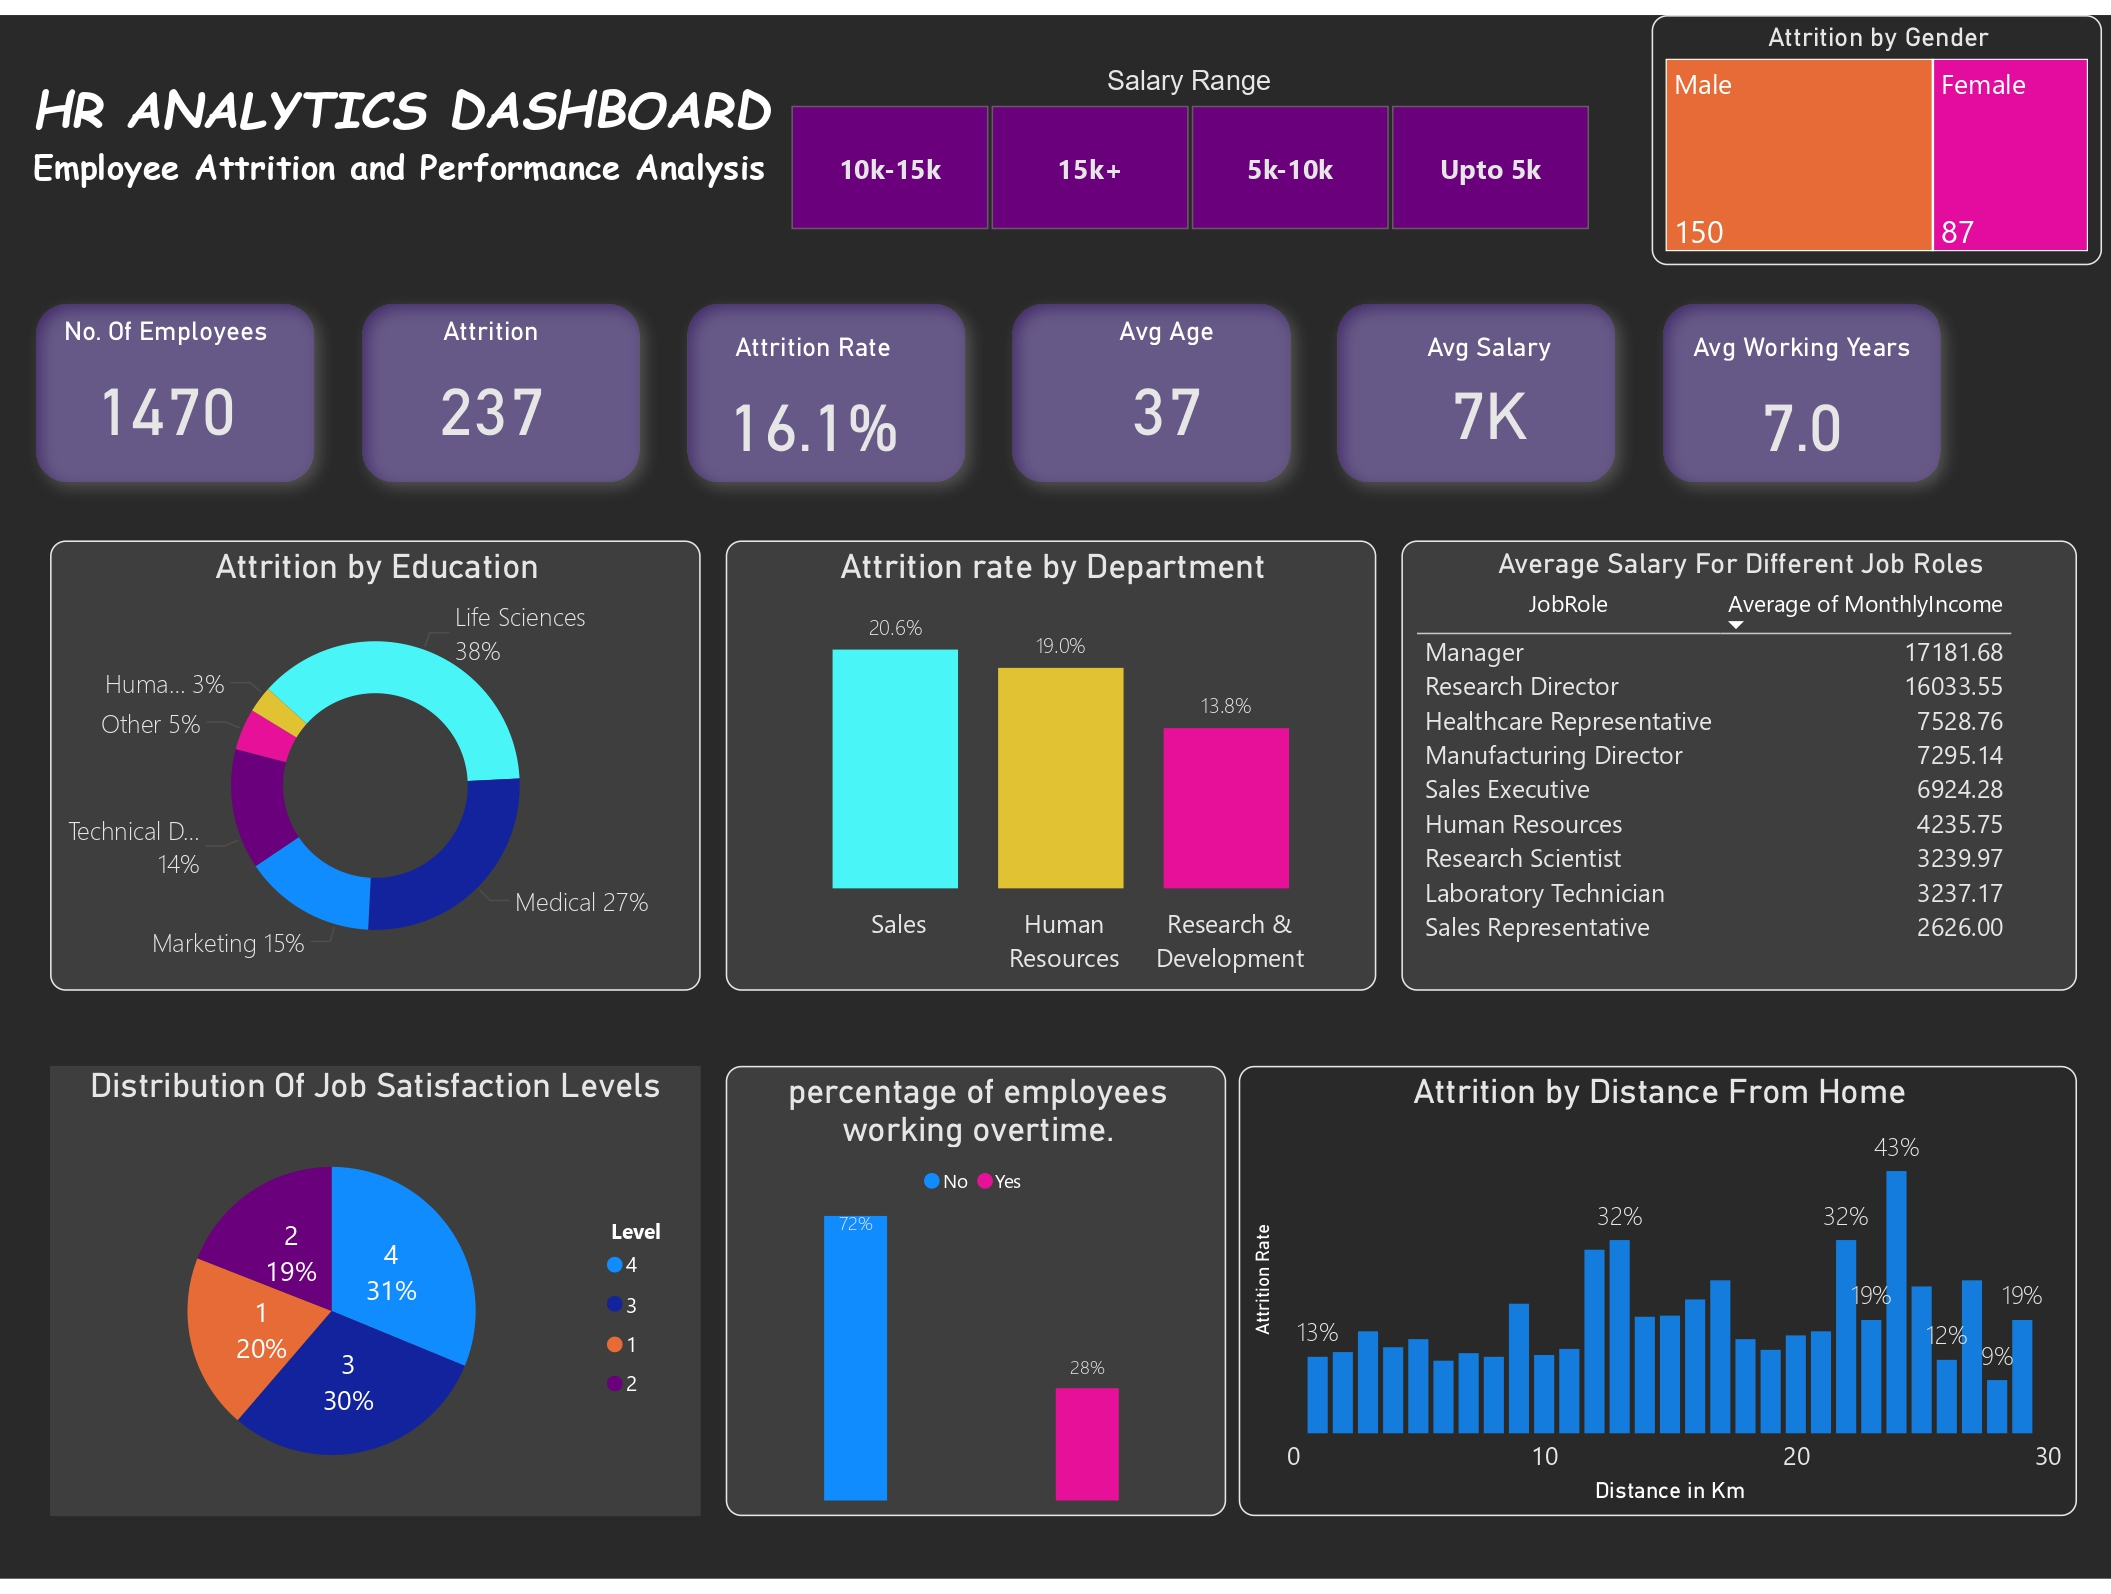 HR ANALYTICS DASHBOARD
Employee Attrition and Performance Analysis
Salary Range
10k-15k
15k+
5k-10k
Upto 5k
Attrition by Gender
Male
150
Female
87
No. Of Employees
1470
Attrition
237
Attrition Rate
16.1%
Avg Age
37
Avg Salary
7K
Avg Working Years
7.0
Attrition by Education
Life Sciences
38%
Huma... 3%
Other 5%
Technical D...
14%
Medical 27%
Marketing 15%
Attrition rate by Department
20.6%
19.0%
13.8%
Sales
Human
Resources
Research &
Development
Average Salary For Different Job Roles
JobRole Average of MonthlyIncome
Manager 17181.68
Research Director 16033.55
Healthcare Representative 7528.76
Manufacturing Director 7295.14
Sales Executive 6924.28
Human Resources 4235.75
Research Scientist 3239.97
Laboratory Technician 3237.17
Sales Representative 2626.00
Distribution Of Job Satisfaction Levels
2
19%
4
31%
1
20%
3
30%
Level
4
3
1
2
percentage of employees
working overtime.
No Yes
72%
28%
Attrition by Distance From Home
Attrition Rate
13%
32%
32%
19%
43%
12%
9%
19%
0 10 20 30
Distance in Km